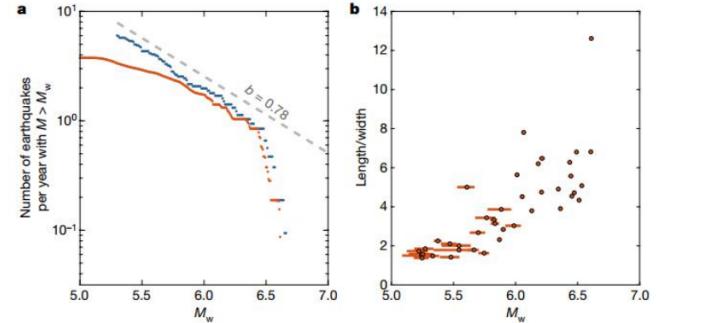 a
10¹
10⁰
10⁻¹
5.0 5.5 6.0 6.5 7.0
Mw
Number of earthquakes
per year with M > Mw
b = 0.78
b
14
12
10
8
6
4
2
0
5.0 5.5 6.0 6.5 7.0
Mw
Length/width